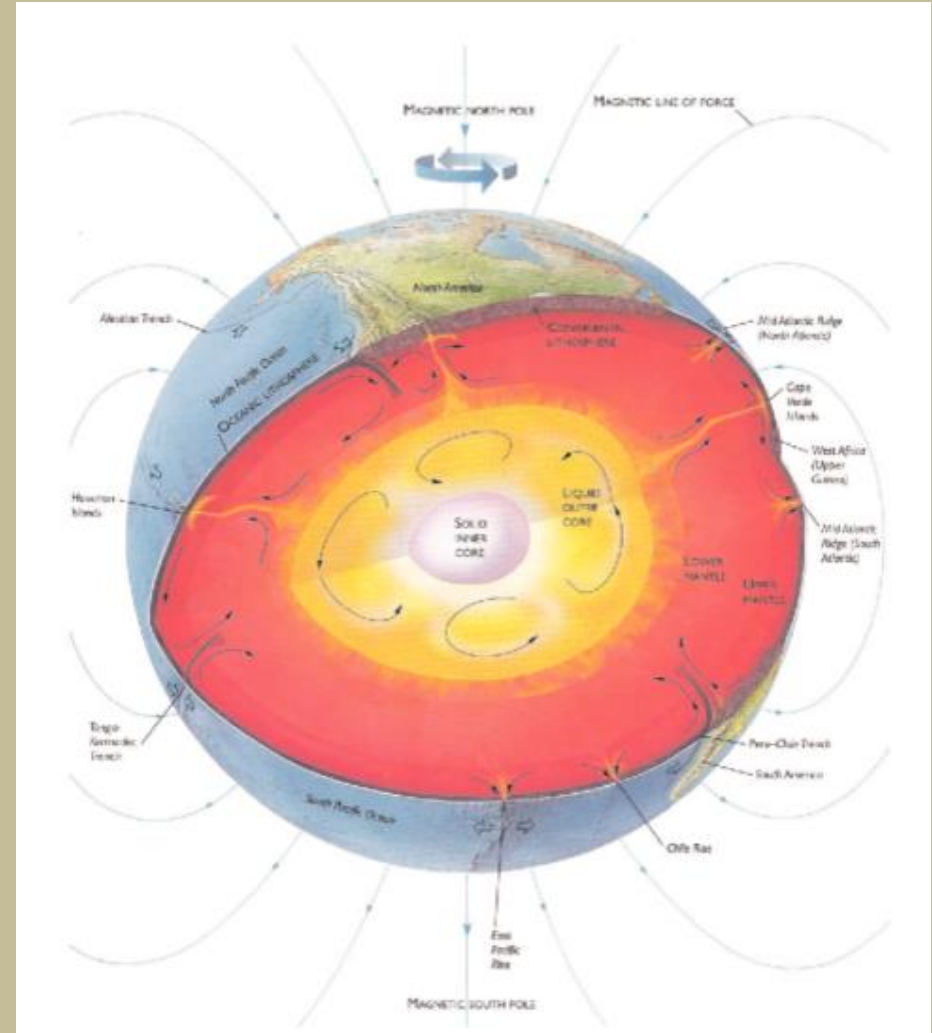 MAGNETIC NORTH POLE
MAGNETIC LINE OF FORCE
North America
Aleutian Trench
CONTINENTAL
LITHOSPHERE
Mid Atlantic Ridge
(North Atlantic)
North Pacific Ocean
OCEANIC LITHOSPHERE
Cape
Verde
Islands
West Africa
(Upper
Guinea)
Hawaiian
Islands
LIQUID
OUTER
CORE
SOLID
INNER
CORE
Mid Atlantic
Ridge (South
Atlantic)
LOWER
MANTLE
UPPER
MANTLE
Tonga-
Kermadec
Trench
Peru-Chile Trench
South America
South Pacific Ocean
Chile Rise
East
Pacific
Rise
MAGNETIC SOUTH POLE